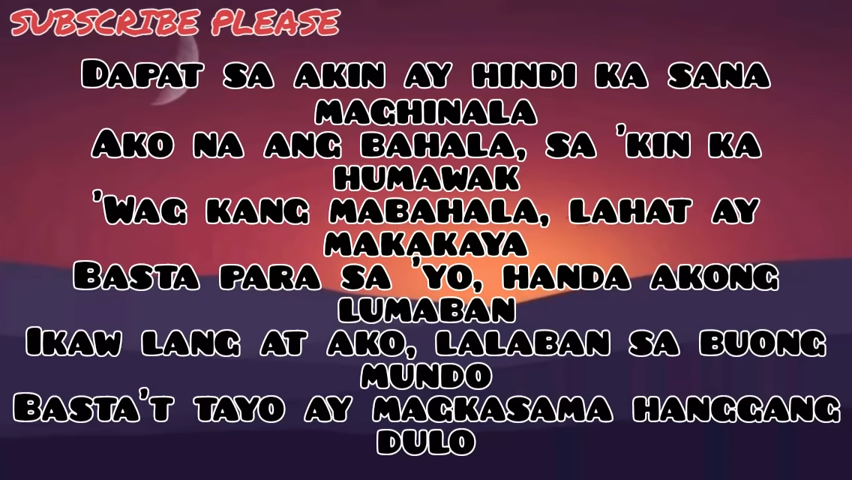 SUBSCRIBE PLEASE
Dapat sa akin ay hindi ka sana
maghinala
Ako na ang bahala, sa 'kin ka
humawak
'Wag kang mabahala, lahat ay
makakaya
Basta para sa 'yo, handa akong
lumaban
Ikaw lang at ako, lalaban sa buong
mundo
Basta't tayo ay magkasama hanggang
dulo